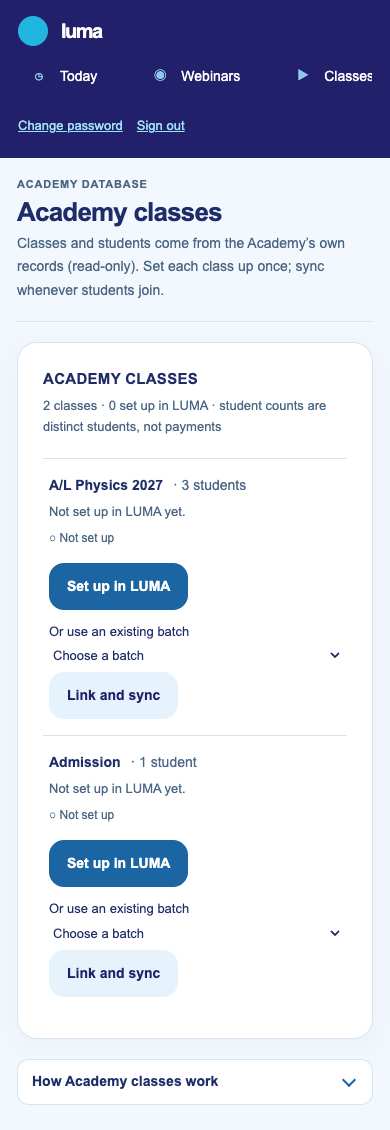 luma
Today Webinars Classes
Change password Sign out
ACADEMY DATABASE
Academy classes
Classes and students come from the Academy's own
records (read-only). Set each class up once; sync
whenever students join.
ACADEMY CLASSES
2 classes · 0 set up in LUMA · student counts are
distinct students, not payments
A/L Physics 2027 · 3 students
Not set up in LUMA yet.
○ Not set up
Set up in LUMA
Or use an existing batch
Choose a batch
Link and sync
Admission · 1 student
Not set up in LUMA yet.
○ Not set up
Set up in LUMA
Or use an existing batch
Choose a batch
Link and sync
How Academy classes work